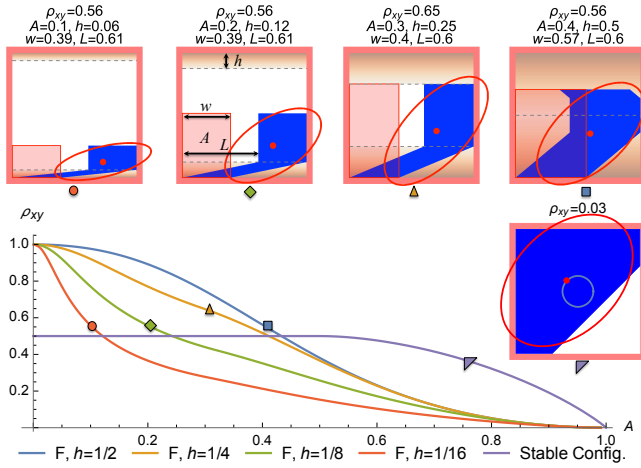 ρxy=0.56 ρxy=0.56 ρxy=0.65 ρxy=0.56
A=0.1, h=0.06 A=0.2, h=0.12 A=0.3, h=0.25 A=0.4, h=0.5
w=0.39, L=0.61 w=0.39, L=0.61 w=0.4, L=0.6 w=0.57, L=0.6
h
w
A
L
ρxy=0.03
ρxy
1.0
0.8
0.6
0.4
0.2
0.2 0.4 0.6 0.8 1.0
A
F, h=1/2 F, h=1/4 F, h=1/8 F, h=1/16 Stable Config.